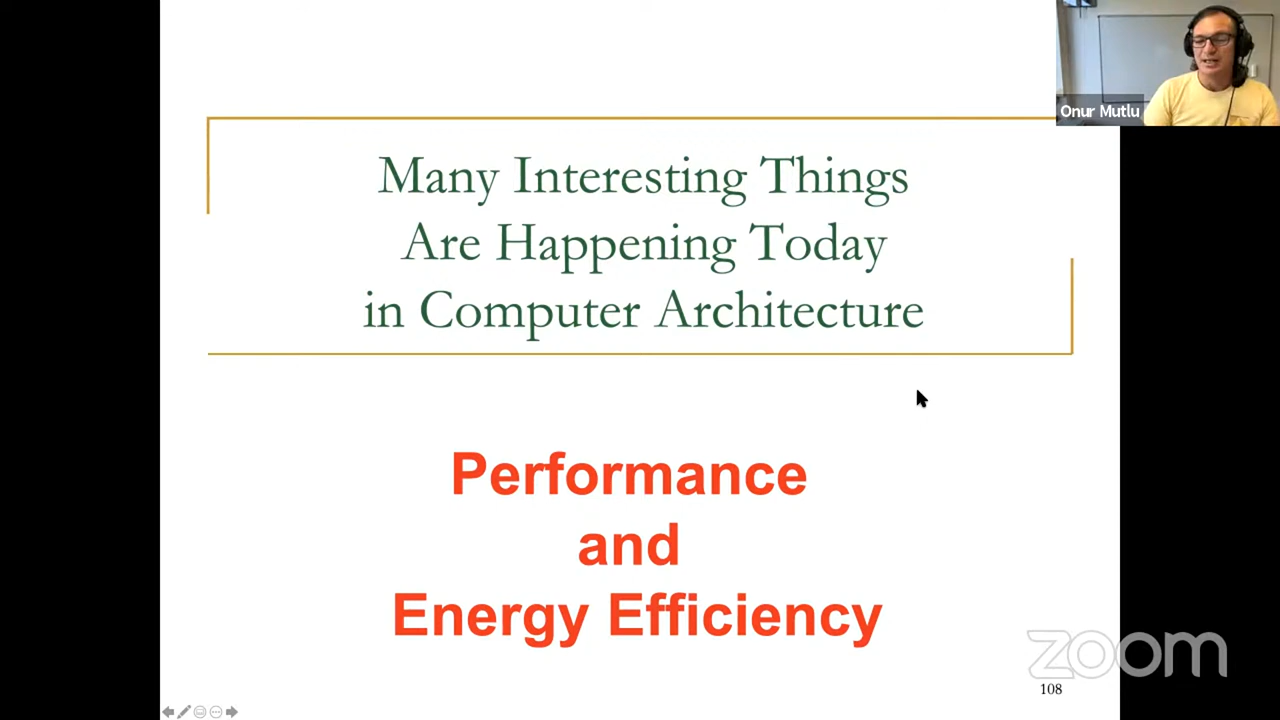 Onur Mutlu
Many Interesting Things
Are Happening Today
in Computer Architecture
Performance
and
Energy Efficiency
zoom
108